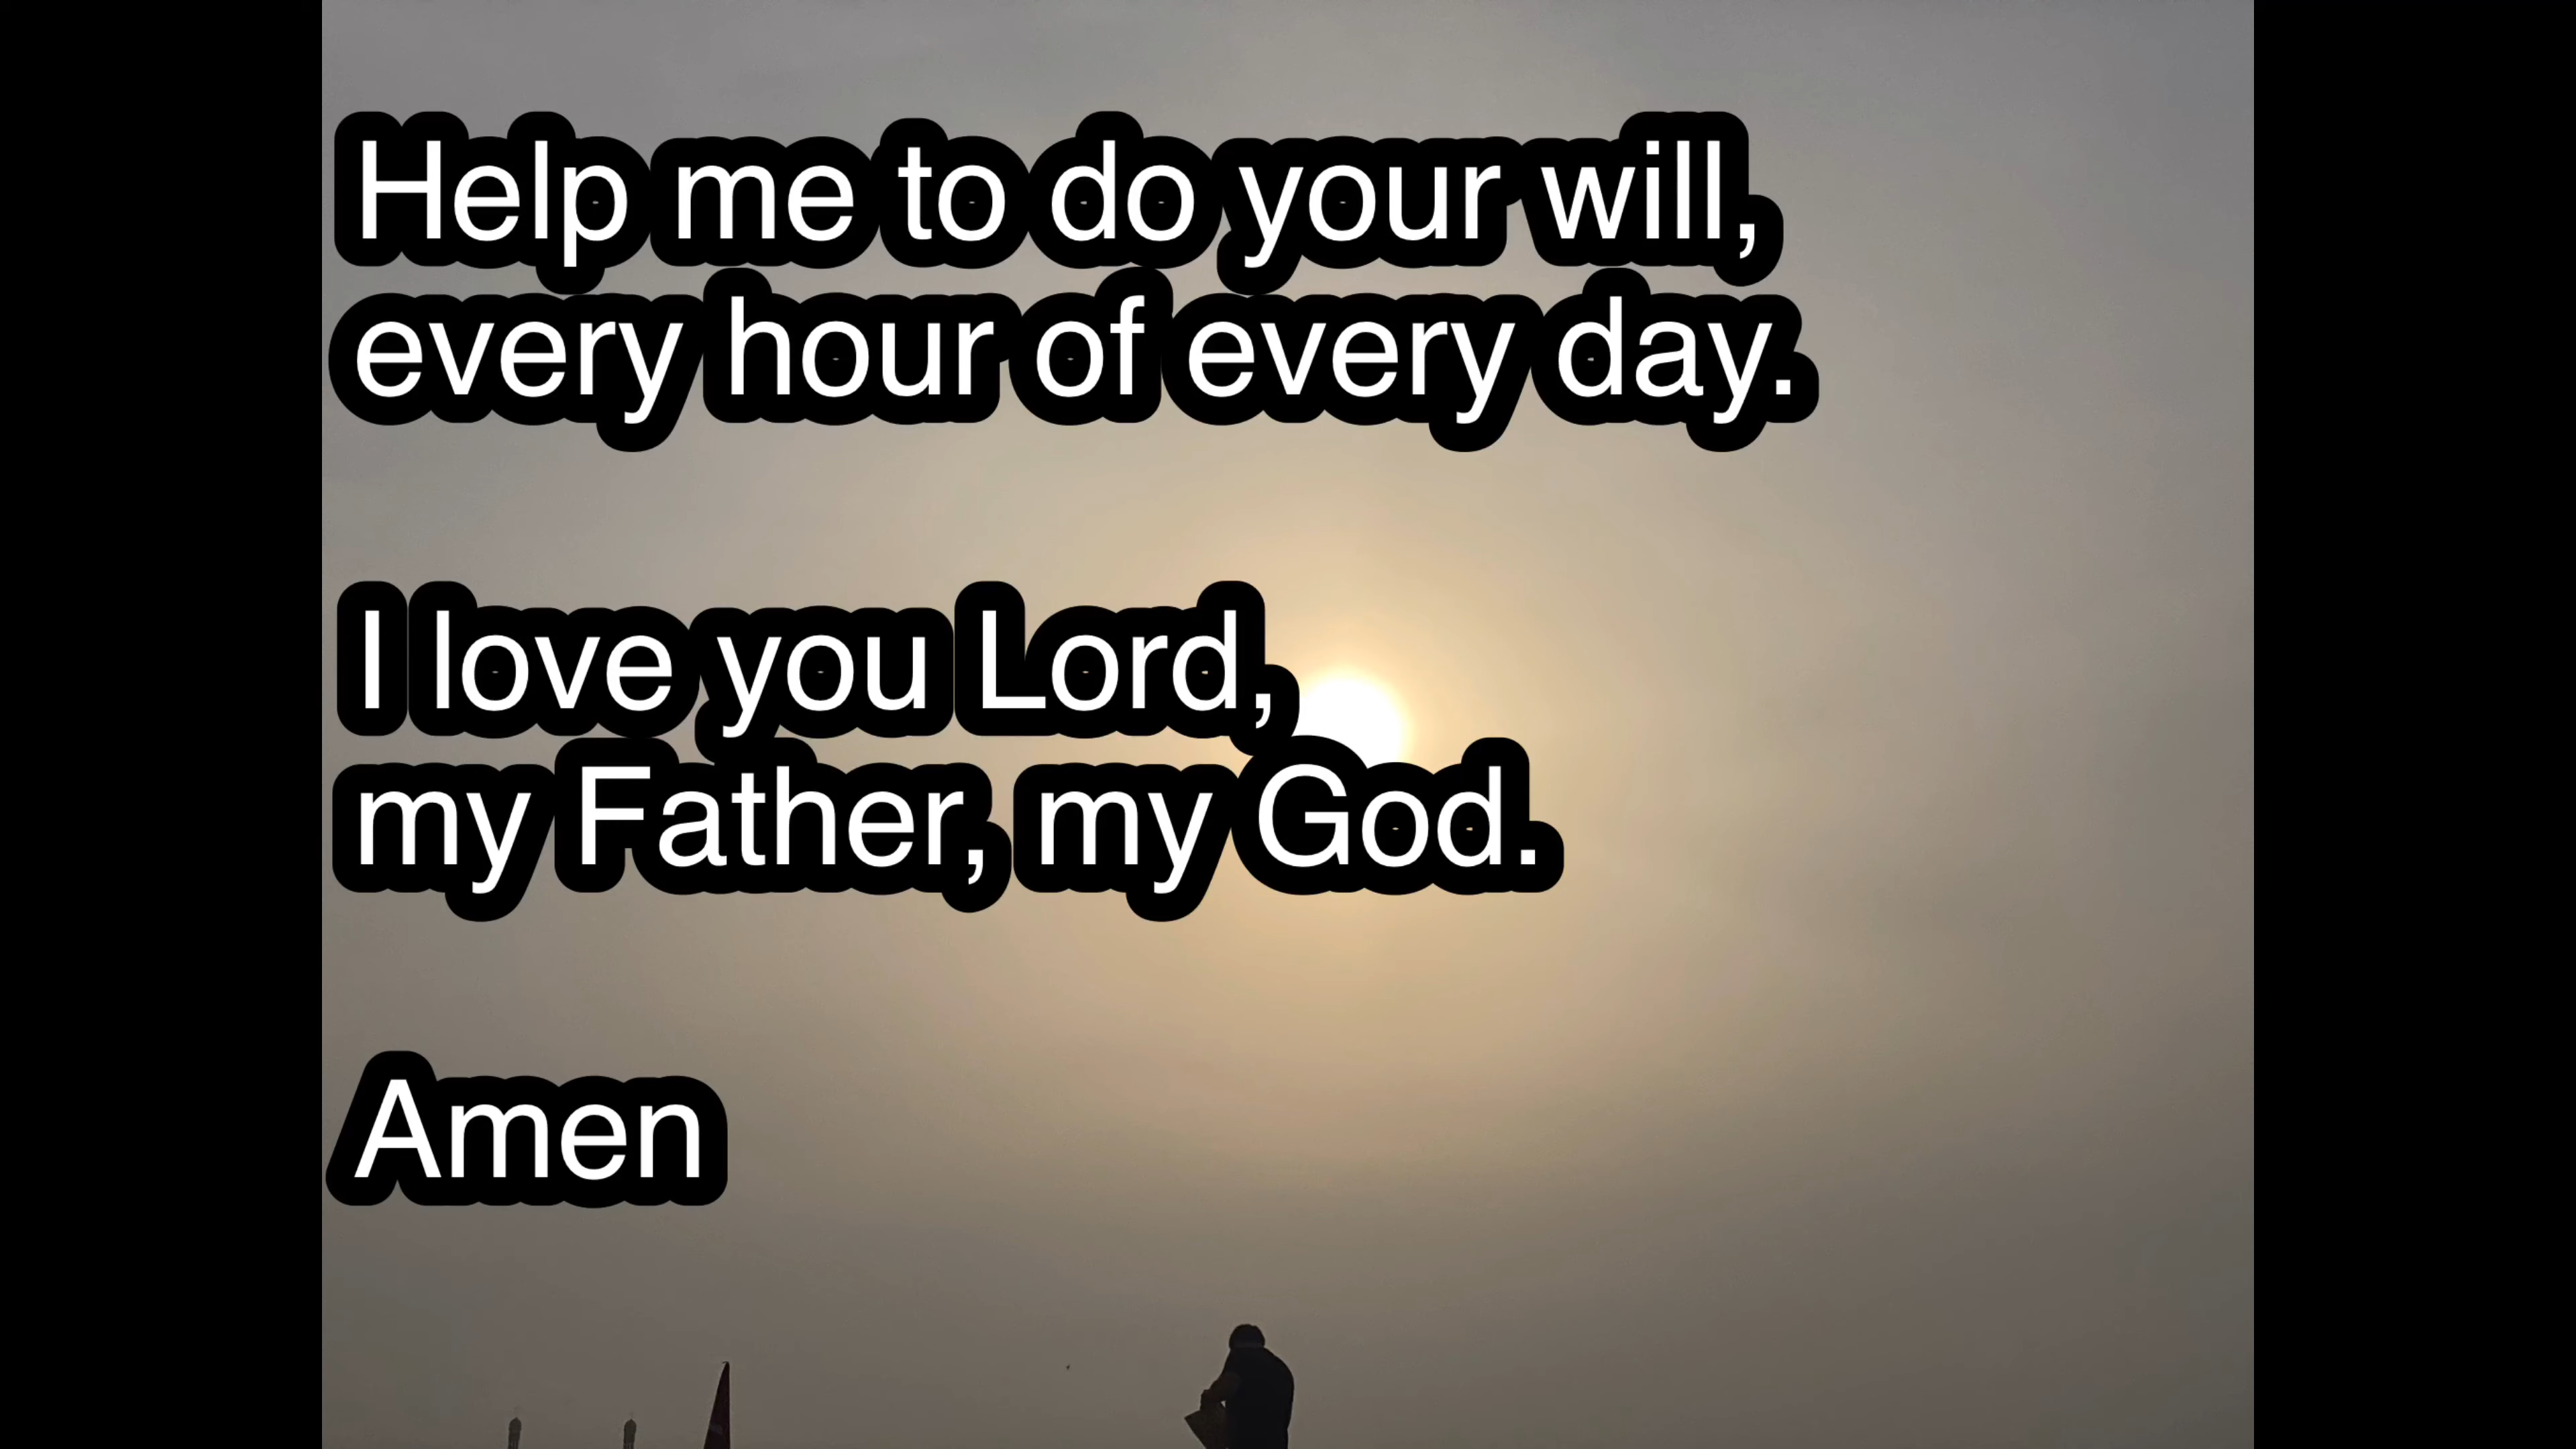 Help me to do your will,
every hour of every day.
I love you Lord,
my Father, my God.
Amen